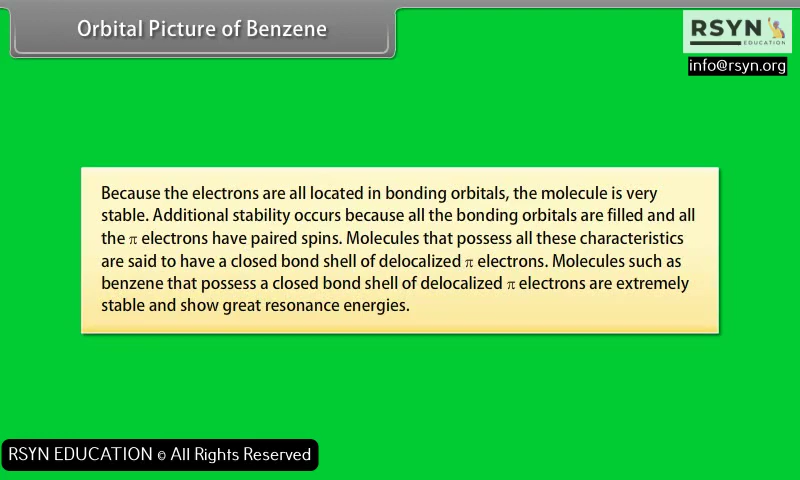 Orbital Picture of Benzene
RSYN
EDUCATION
info@rsyn.org
Because the electrons are all located in bonding orbitals, the molecule is very
stable. Additional stability occurs because all the bonding orbitals are filled and all
the π electrons have paired spins. Molecules that possess all these characteristics
are said to have a closed bond shell of delocalized π electrons. Molecules such as
benzene that possess a closed bond shell of delocalized π electrons are extremely
stable and show great resonance energies.
RSYN EDUCATION © All Rights Reserved